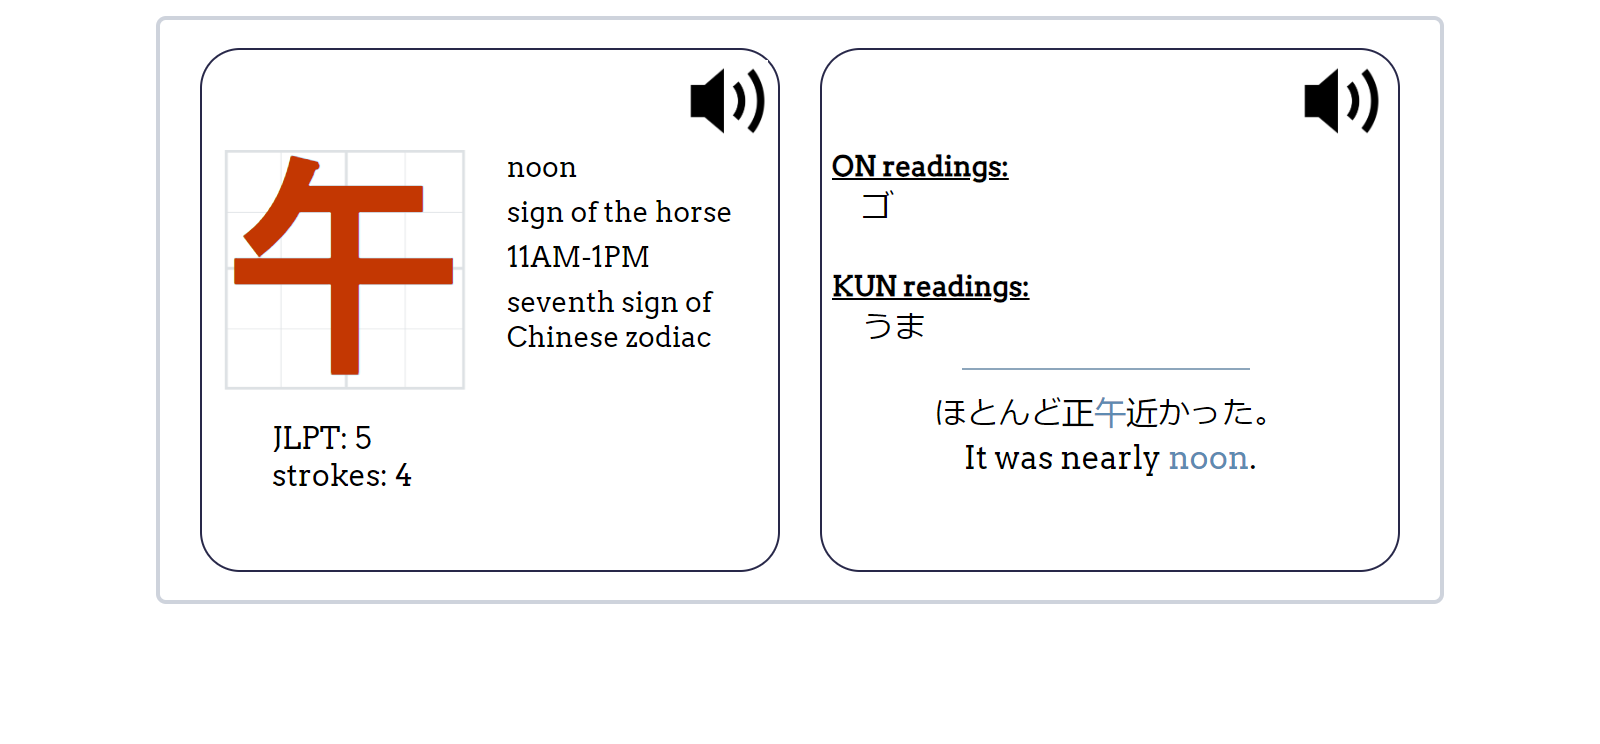 午
noon
sign of the horse
11AM-1PM
seventh sign of
Chinese zodiac
JLPT: 5
strokes: 4
ON readings:
ゴ
KUN readings:
うま
ほとんど正午近かった。
It was nearly noon.